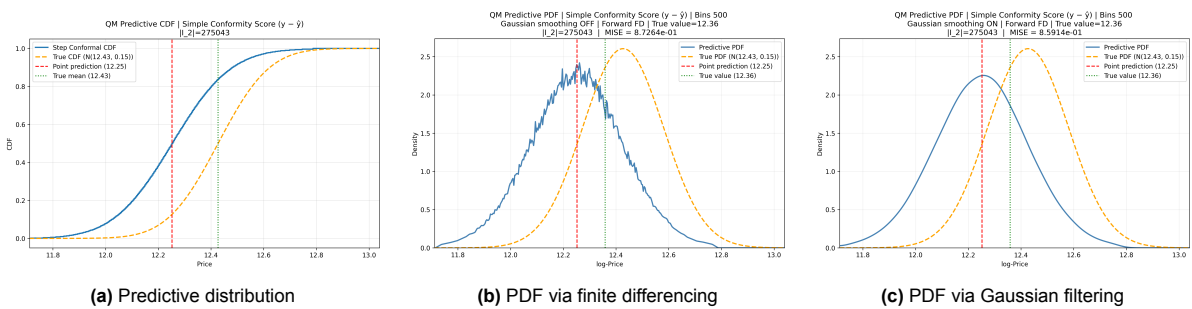 QM Predictive CDF | Simple Conformity Score (y − ŷ)
|I_2|=275043
Step Conformal CDF
True CDF (N(12.43, 0.15))
Point prediction (12.25)
True mean (12.43)
CDF
1.0
0.8
0.6
0.4
0.2
0.0
11.8 12.0 12.2 12.4 12.6 12.8 13.0
Price
(a) Predictive distribution
QM Predictive PDF | Simple Conformity Score (y − ŷ) | Bins 500
Gaussian smoothing OFF | Forward FD | True value=12.36
|I_2|=275043 | MISE = 8.7264e-01
Predictive PDF
True PDF (N(12.43, 0.15))
Point prediction (12.25)
True value (12.36)
Density
2.5
2.0
1.5
1.0
0.5
0.0
11.8 12.0 12.2 12.4 12.6 12.8 13.0
log-Price
(b) PDF via finite differencing
QM Predictive PDF | Simple Conformity Score (y − ŷ) | Bins 500
Gaussian smoothing ON | Forward FD | True value=12.36
|I_2|=275043 | MISE = 8.5914e-01
Predictive PDF
True PDF (N(12.43, 0.15))
Point prediction (12.25)
True value (12.36)
Density
2.5
2.0
1.5
1.0
0.5
0.0
11.8 12.0 12.2 12.4 12.6 12.8 13.0
log-Price
(c) PDF via Gaussian filtering